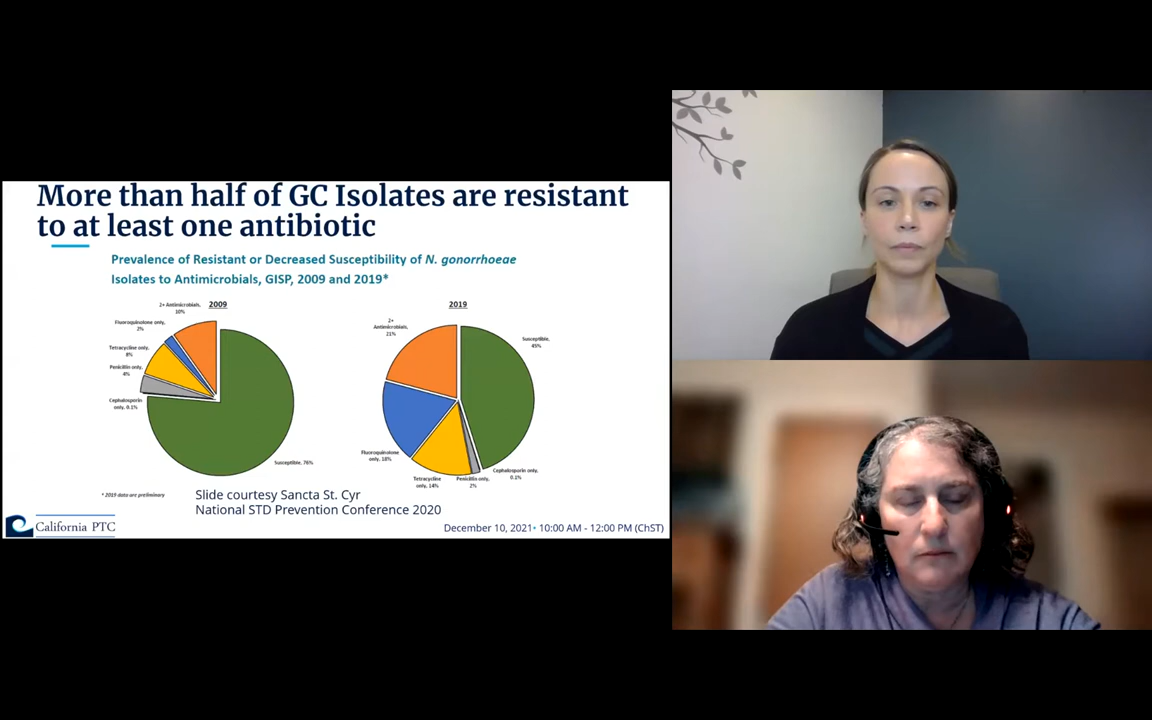 More than half of GC Isolates are resistant
to at least one antibiotic
Prevalence of Resistant or Decreased Susceptibility of N. gonorrhoeae
Isolates to Antimicrobials, GISP, 2009 and 2019*
2009
2+ Antimicrobials,
10%
Fluoroquinolone only,
2%
Tetracycline only,
8%
Penicillin only,
4%
Cephalosporin
only, 0.1%
Susceptible, 76%
2019
2+
Antimicrobials,
21%
Susceptible,
45%
Fluoroquinolone
only, 18%
Tetracycline
only, 14%
Penicillin only,
2%
Cephalosporin only,
0.1%
* 2019 data are preliminary
Slide courtesy Sancta St. Cyr
National STD Prevention Conference 2020
California PTC
December 10, 2021• 10:00 AM - 12:00 PM (ChST)